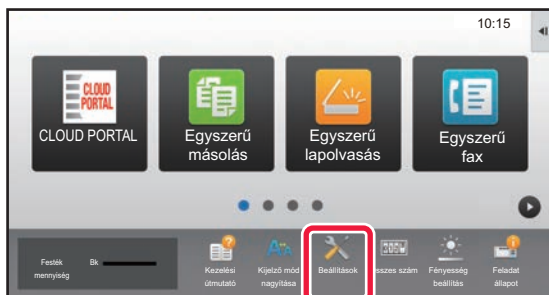 10:15
CLOUD
PORTAL
CLOUD PORTAL
Egyszerű
másolás
Egyszerű
lapolvasás
Egyszerű
fax
Festék
mennyiség
Bk
Kezelési
útmutató
Kijelző mód
nagyítása
Beállítások
sszes szám
Fényesség
beállítás
Feladat
állapot